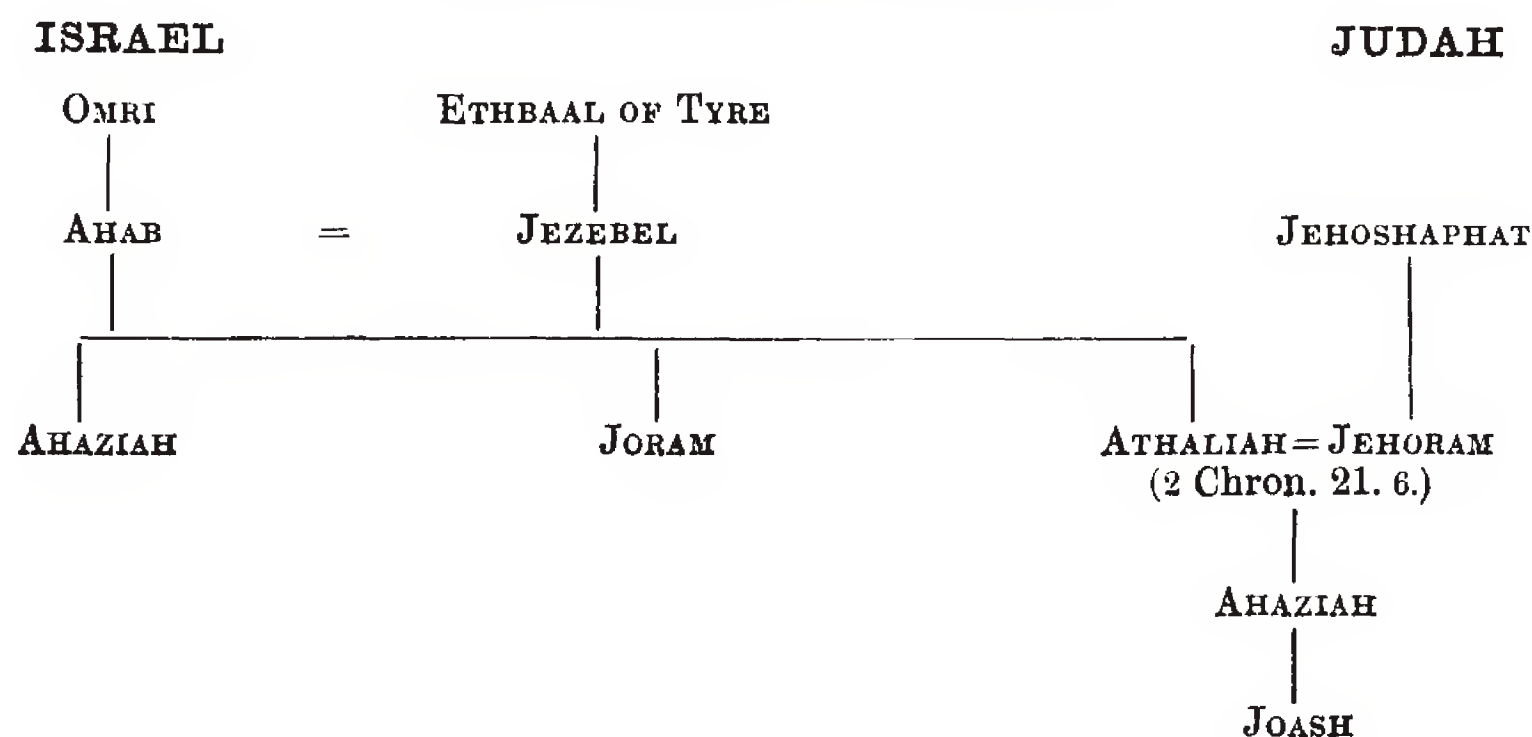 ISRAEL JUDAH
OMRI ETHBAAL OF TYRE
AHAB = JEZEBEL JEHOSHAPHAT
AHAZIAH JORAM ATHALIAH = JEHORAM
(2 Chron. 21. 6.)
AHAZIAH
JOASH